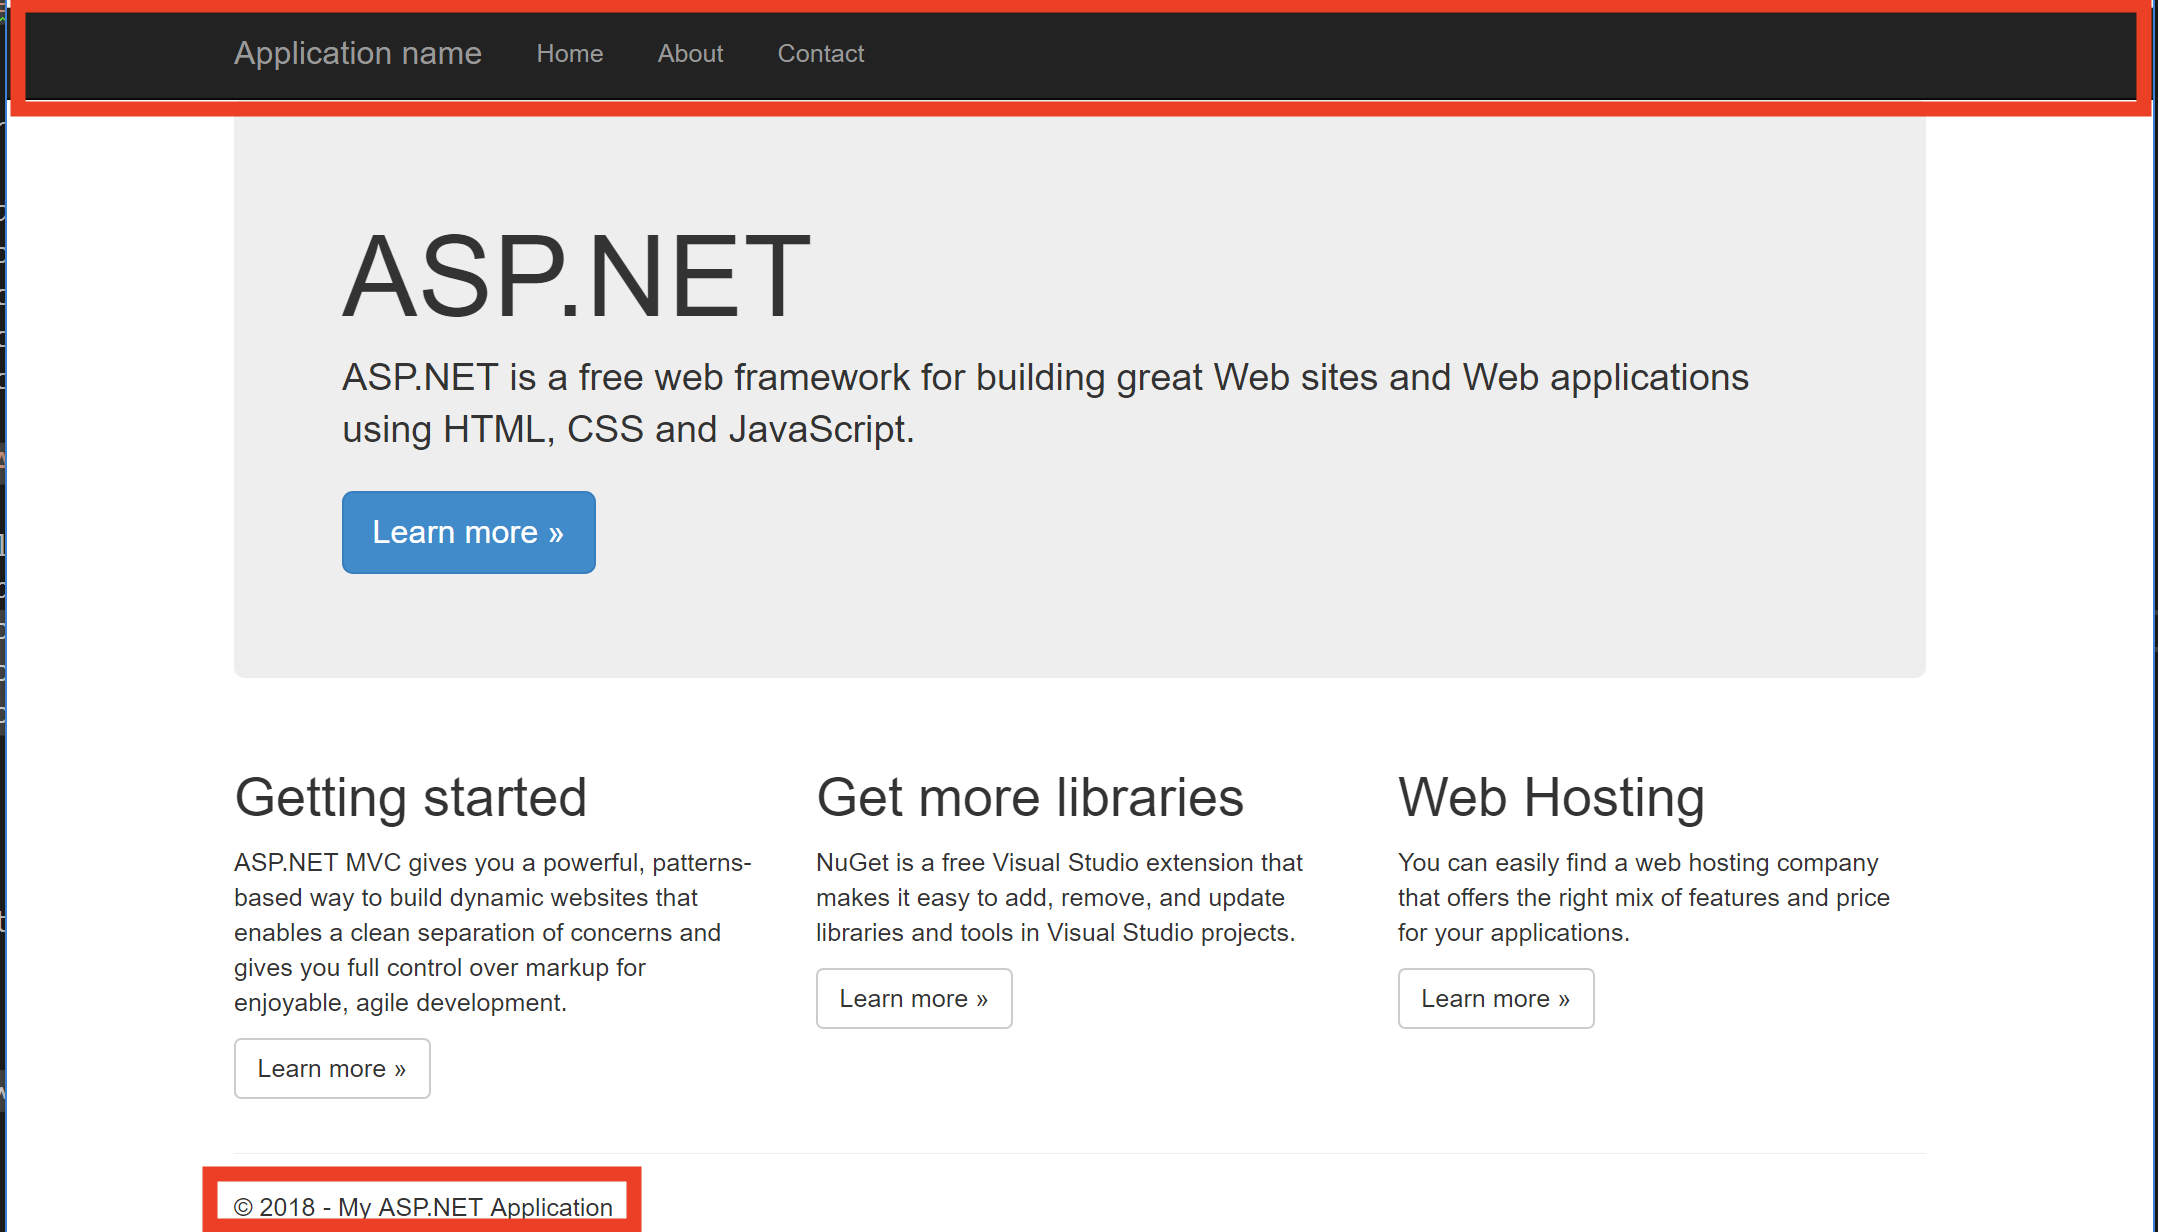 Application name Home About Contact
ASP.NET
ASP.NET is a free web framework for building great Web sites and Web applications
using HTML, CSS and JavaScript.
Learn more »
Getting started
ASP.NET MVC gives you a powerful, patterns-
based way to build dynamic websites that
enables a clean separation of concerns and
gives you full control over markup for
enjoyable, agile development.
Learn more »
Get more libraries
NuGet is a free Visual Studio extension that
makes it easy to add, remove, and update
libraries and tools in Visual Studio projects.
Learn more »
Web Hosting
You can easily find a web hosting company
that offers the right mix of features and price
for your applications.
Learn more »
© 2018 - My ASP.NET Application